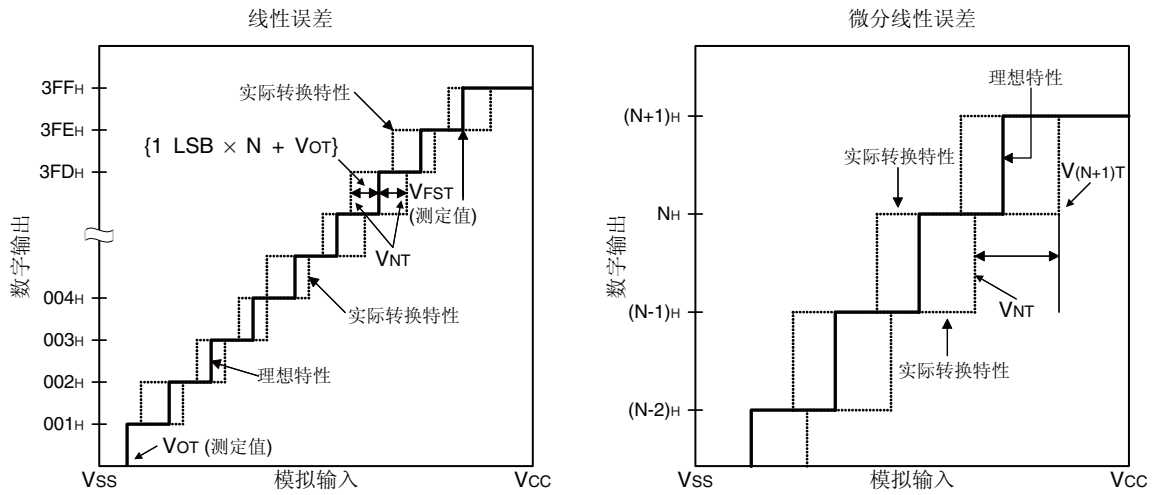 线性误差
3FFH
3FEH
3FDH
004H
003H
002H
001H
数字输出
实际转换特性
{1 LSB × N + VOT}
VFST
(测定值)
VNT
实际转换特性
理想特性
VOT (测定值)
VSS
模拟输入
VCC
微分线性误差
(N+1)H
NH
(N-1)H
(N-2)H
数字输出
理想特性
实际转换特性
V(N+1)T
VNT
实际转换特性
VSS
模拟输入
VCC